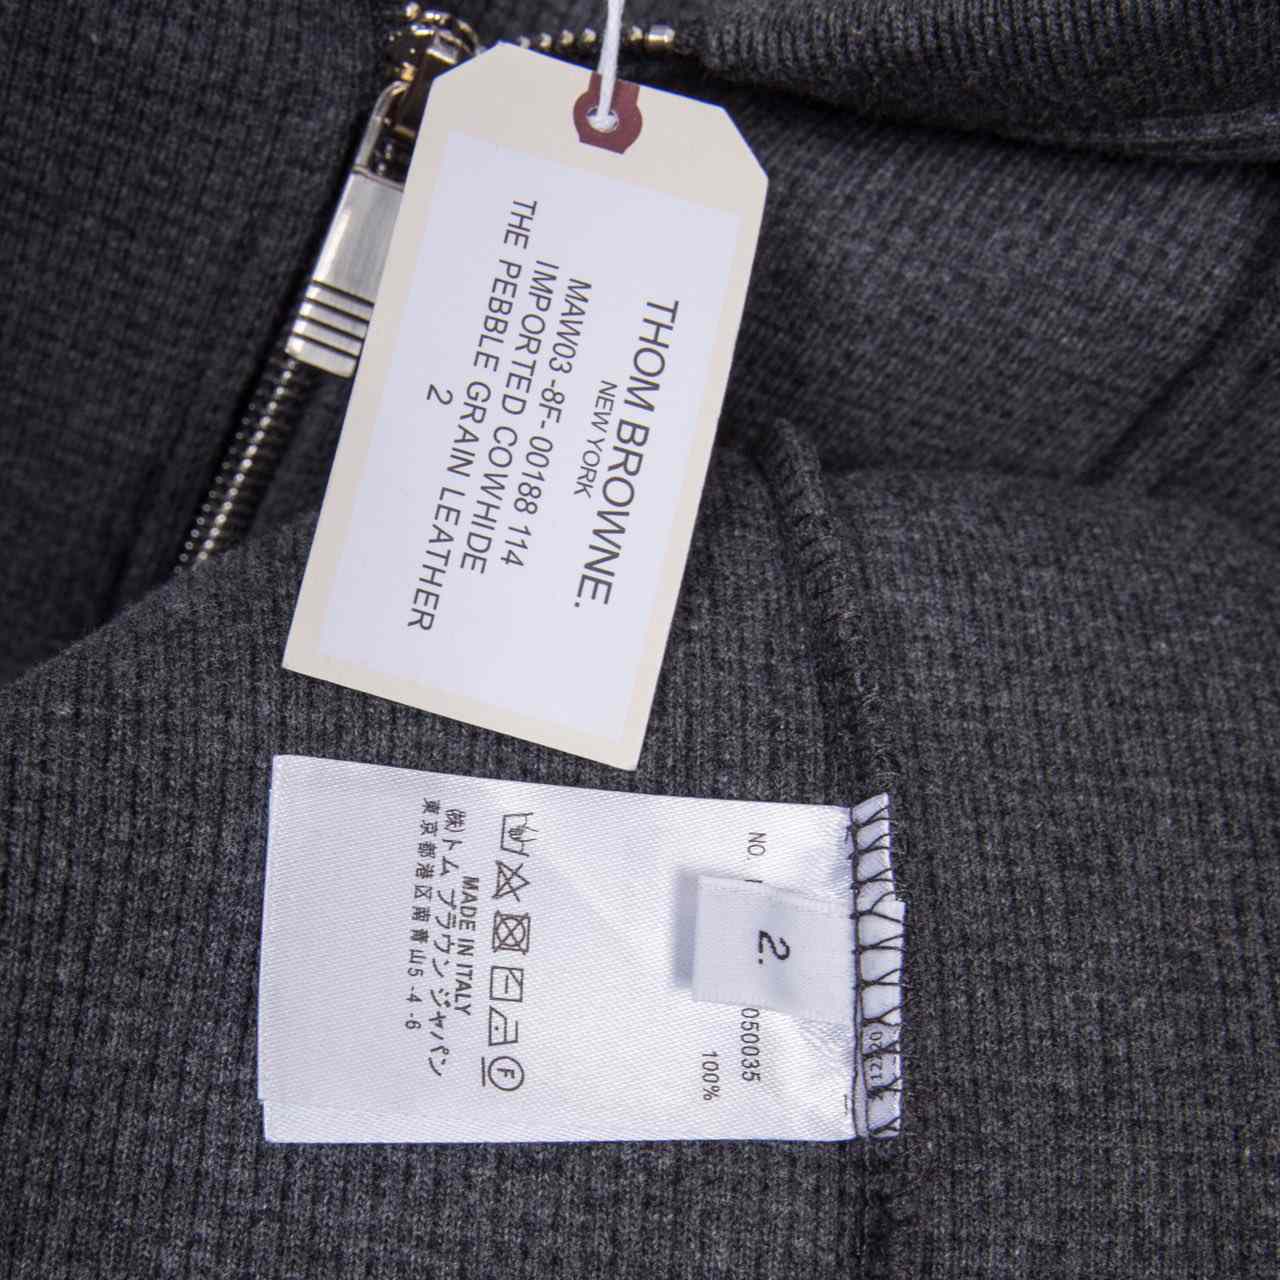 THOM BROWNE.
NEW YORK
MAW03 -8F- 00188 114
IMPORTED COWHIDE
THE PEBBLE GRAIN LEATHER
2
NO.
2.
050035
100%
F
MADE IN ITALY
㈱トム ブラウン ジャパン
東京都港区南青山5-4-6